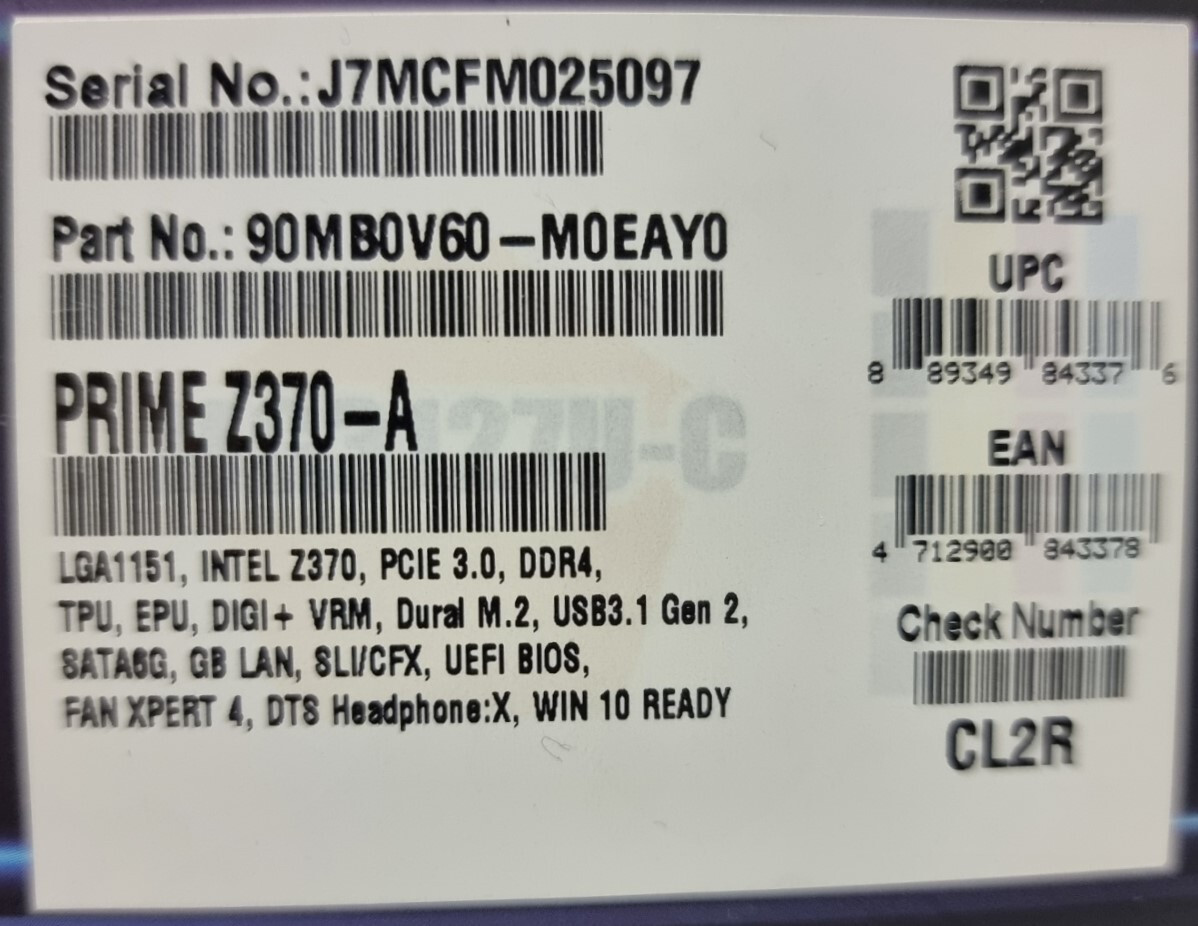 Serial No.:J7MCFM025097
Part No.: 90MB0V60-M0EAY0
PRIME Z370-A
LGA1151, INTEL Z370, PCIE 3.0, DDR4,
TPU, EPU, DIGI+ VRM, Dural M.2, USB3.1 Gen 2,
SATA6G, GB LAN, SLI/CFX, UEFI BIOS,
FAN XPERT 4, DTS Headphone:X, WIN 10 READY
UPC
8 89349 84337 6
EAN
4 712900 843378
Check Number
CL2R